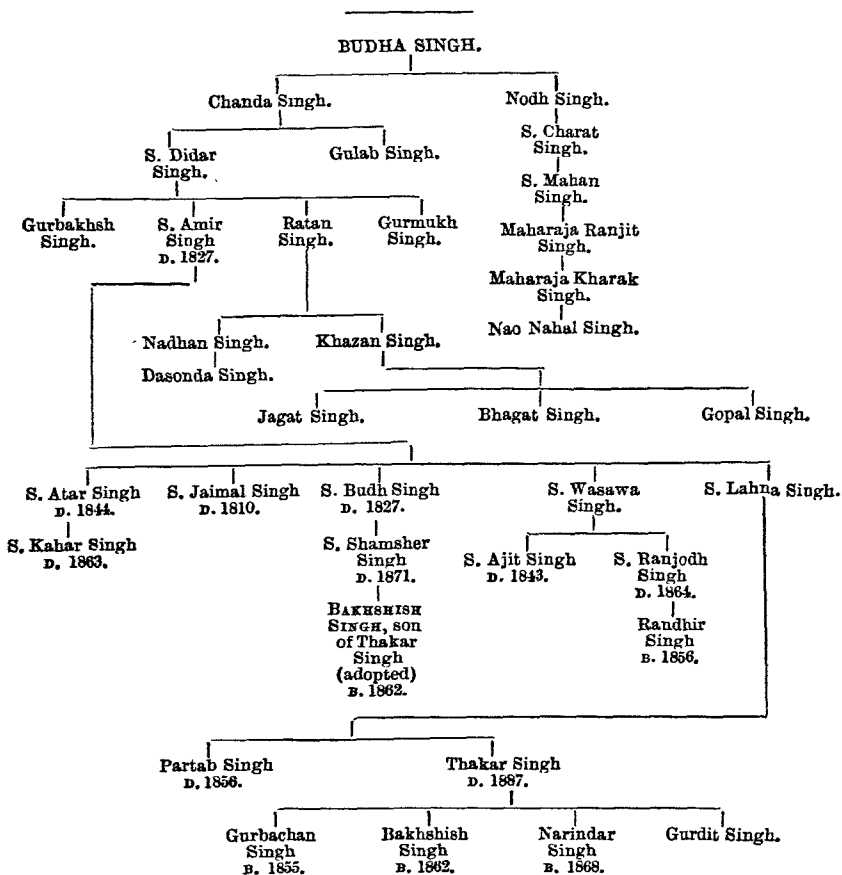 BUDHA SINGH.
Chanda Singh.
Nodh Singh.
S. Didar
Singh.
Gulab Singh.
S. Charat
Singh.
S. Mahan
Singh.
Gurbakhsh
Singh.
S. Amir
Singh
D. 1827.
Ratan
Singh.
Gurmukh
Singh.
Maharaja Ranjit
Singh.
Maharaja Kharak
Singh.
Nao Nahal Singh.
Nadhan Singh.
Khazan Singh.
Dasonda Singh.
Jagat Singh.
Bhagat Singh.
Gopal Singh.
S. Atar Singh
D. 1844.
S. Jaimal Singh
D. 1810.
S. Budh Singh
D. 1827.
S. Wasawa
Singh.
S. Lahna Singh.
S. Kahar Singh
D. 1863.
S. Shamsher
Singh
D. 1871.
S. Ajit Singh
D. 1843.
S. Ranjodh
Singh
D. 1864.
BAKHSHISH
SINGH, son
of Thakar
Singh
(adopted)
B. 1862.
Randhir
Singh
B. 1856.
Partab Singh
D. 1856.
Thakar Singh
D. 1887.
Gurbachan
Singh
B. 1855.
Bakhshish
Singh
B. 1862.
Narindar
Singh
B. 1868.
Gurdit Singh.